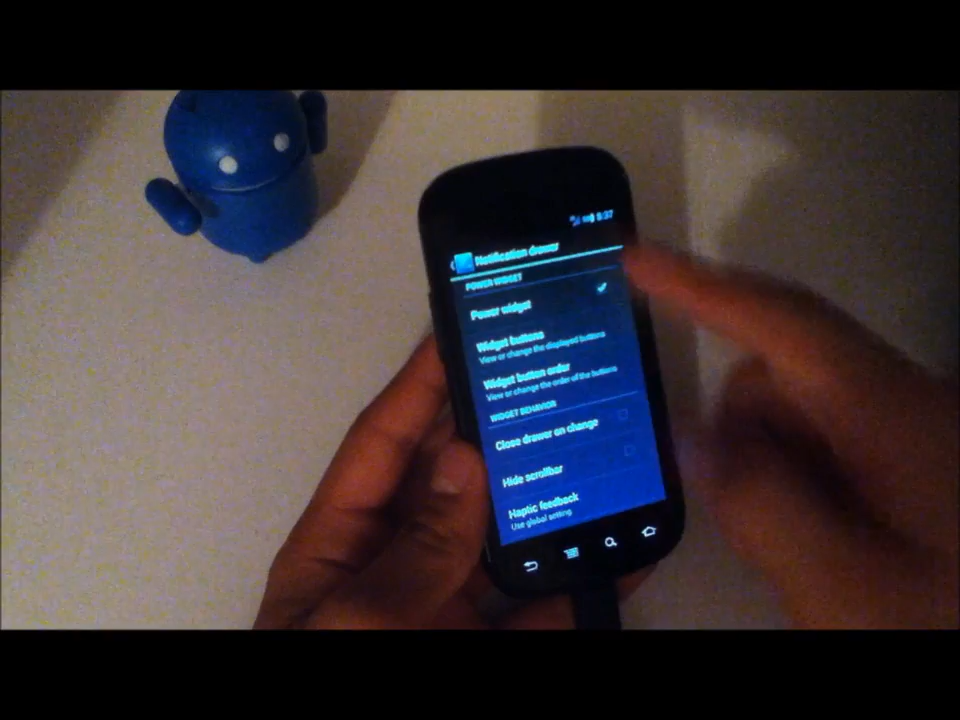 8:37
Notification drawer
POWER WIDGET
Power widget
Widget buttons
View or change the displayed buttons
Widget button order
View or change the order of the buttons
WIDGET BEHAVIOR
Close drawer on change
Hide scrollbar
Haptic feedback
Use global setting